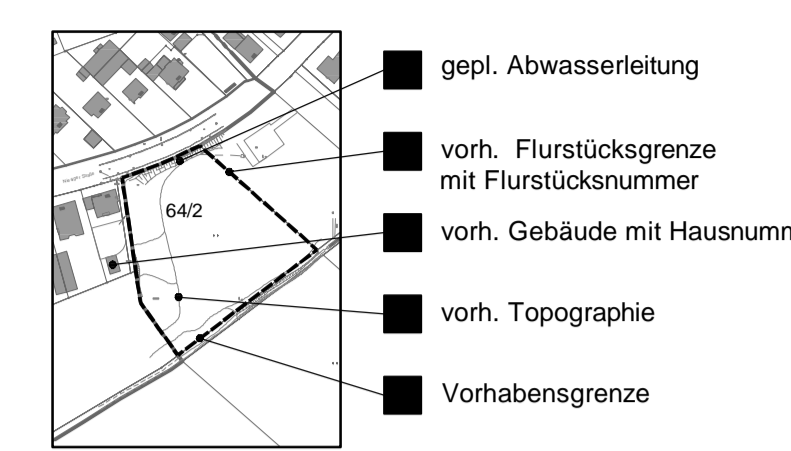 gepl. Abwasserleitung
vorh. Flurstücksgrenze
mit Flurstücksnummer
64/2
vorh. Gebäude mit Hausnumm
vorh. Topographie
Vorhabensgrenze